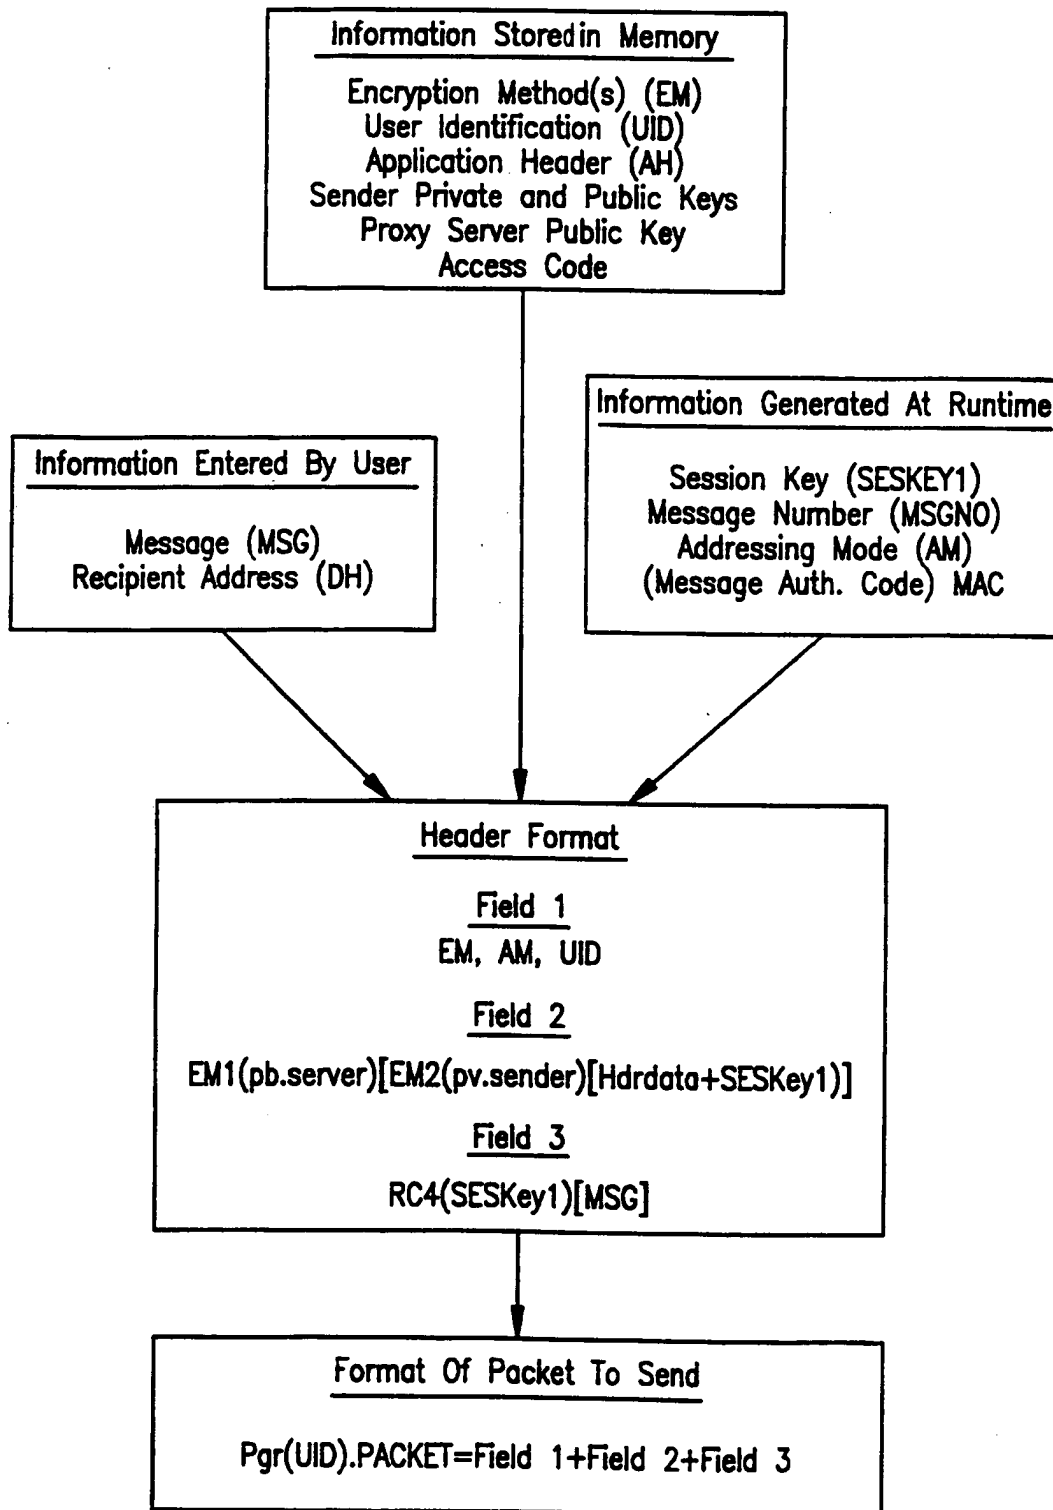 Information Stored in Memory
Encryption Method(s) (EM)
User Identification (UID)
Application Header (AH)
Sender Private and Public Keys
Proxy Server Public Key
Access Code
Information Entered By User
Message (MSG)
Recipient Address (DH)
Information Generated At Runtime
Session Key (SESKEY1)
Message Number (MSGNO)
Addressing Mode (AM)
(Message Auth. Code) MAC
Header Format
Field 1
EM, AM, UID
Field 2
EM1(pb.server)[EM2(pv.sender)[Hdrdata+SESKey1)]
Field 3
RC4(SESKey1)[MSG]
Format Of Packet To Send
Pgr(UID).PACKET=Field 1+Field 2+Field 3